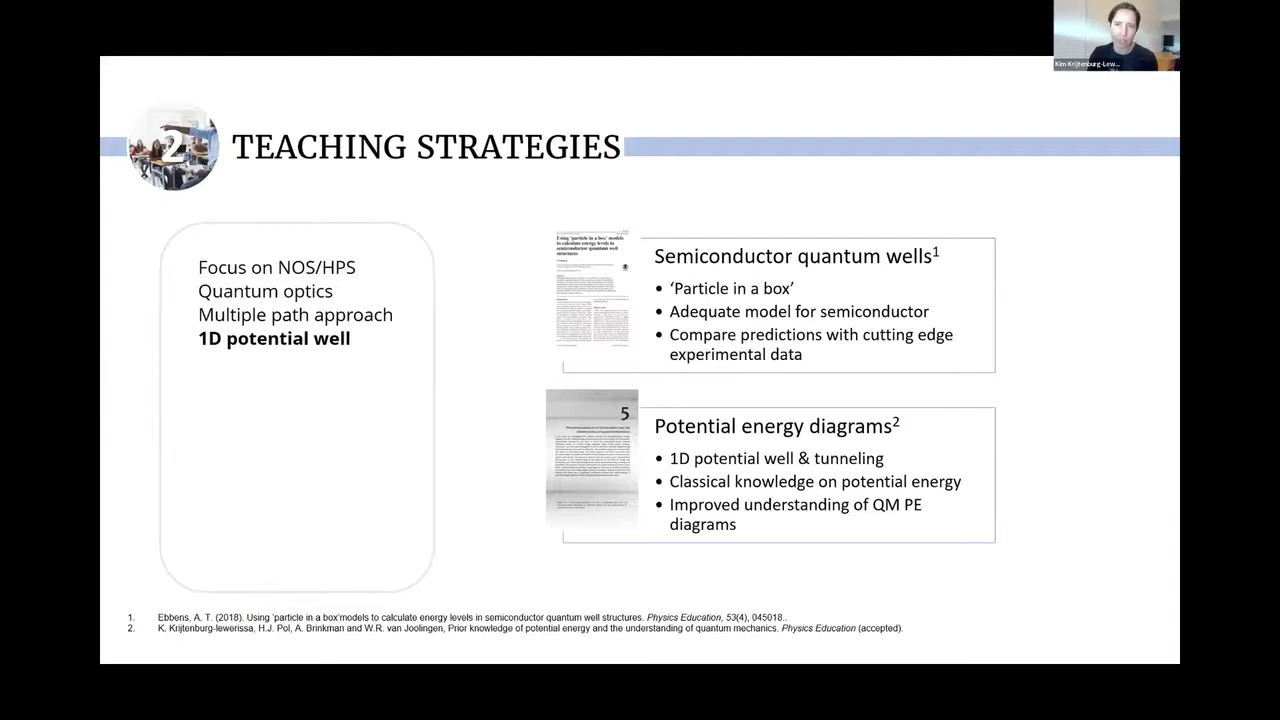 Kim Krijtenburg-Lew...
2
TEACHING STRATEGIES
Focus on NOS/HPS
Quantum optics
Multiple path approach
1D potential well
Using 'particle in a box' models
to calculate energy levels in
semiconductor quantum well
structures
Semiconductor quantum wells1
• ‘Particle in a box’
• Adequate model for semiconductor
• Compare predictions with cutting edge
experimental data
5
Potential energy diagrams2
• 1D potential well & tunneling
• Classical knowledge on potential energy
• Improved understanding of QM PE
diagrams
1. Ebbens, A. T. (2018). Using 'particle in a box'models to calculate energy levels in semiconductor quantum well structures. Physics Education, 53(4), 045018..
2. K. Krijtenburg-lewerissa, H.J. Pol, A. Brinkman and W.R. van Joolingen, Prior knowledge of potential energy and the understanding of quantum mechanics. Physics Education (accepted).